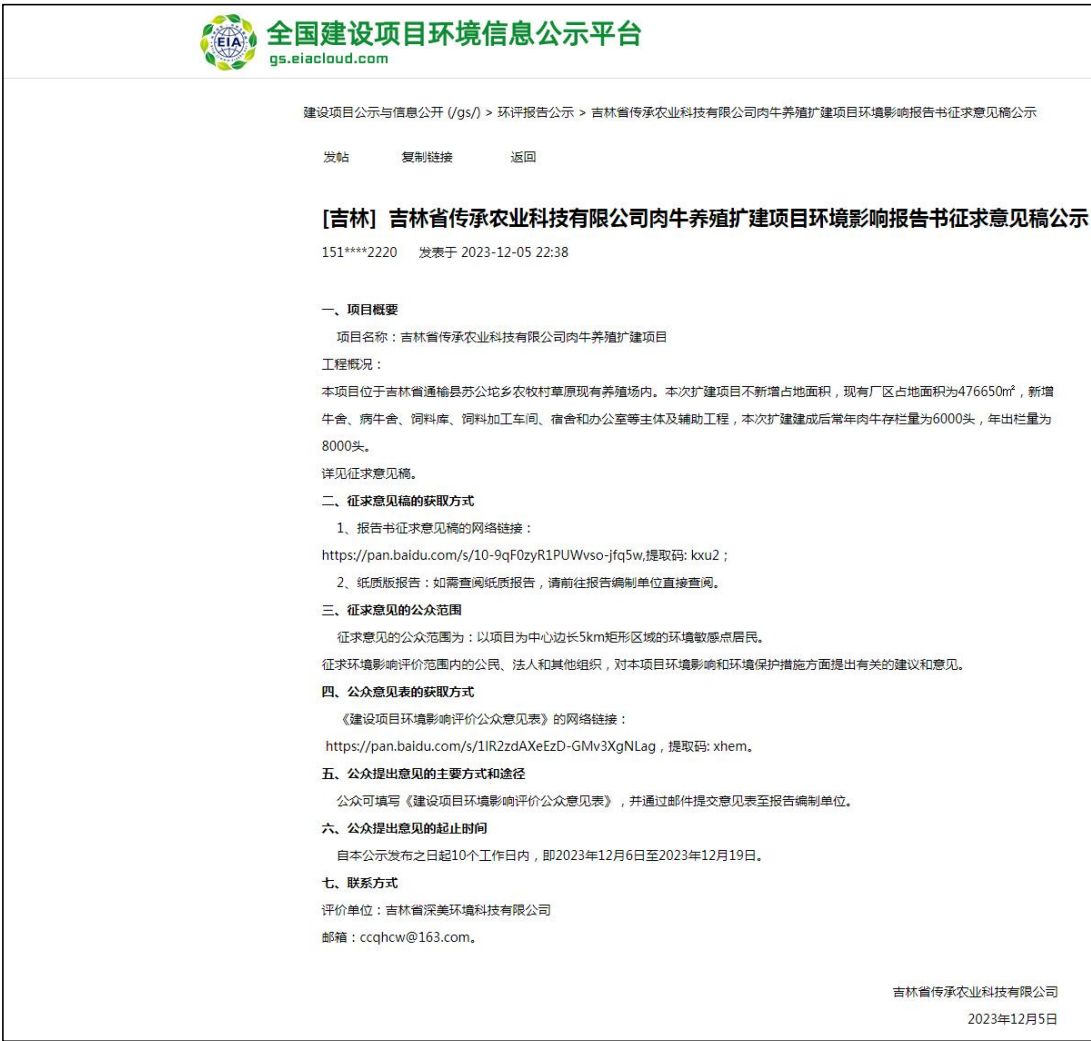 EIA
全国建设项目环境信息公示平台
gs.eiacloud.com
建设项目公示与信息公开 (/gs/) > 环评报告公示 > 吉林省传承农业科技有限公司肉牛养殖扩建项目环境影响报告书征求意见稿公示
发帖 复制链接 返回
[吉林] 吉林省传承农业科技有限公司肉牛养殖扩建项目环境影响报告书征求意见稿公示
151****2220 发表于 2023-12-05 22:38
一、项目概要
项目名称：吉林省传承农业科技有限公司肉牛养殖扩建项目
工程概况：
本项目位于吉林省通榆县苏公坨乡农牧村草原现有养殖场内。本次扩建项目不新增占地面积，现有厂区占地面积为476650㎡，新增
牛舍、病牛舍、饲料库、饲料加工车间、宿舍和办公室等主体及辅助工程，本次扩建建成后常年肉牛存栏量为6000头，年出栏量为
8000头。
详见征求意见稿。
二、征求意见稿的获取方式
1、报告书征求意见稿的网络链接：
https://pan.baidu.com/s/10-9qF0zyR1PUWvso-jfq5w,提取码: kxu2；
2、纸质版报告：如需查阅纸质报告，请前往报告编制单位直接查阅。
三、征求意见的公众范围
征求意见的公众范围为：以项目为中心边长5km矩形区域的环境敏感点居民。
征求环境影响评价范围内的公民、法人和其他组织，对本项目环境影响和环境保护措施方面提出有关的建议和意见。
四、公众意见表的获取方式
《建设项目环境影响评价公众意见表》的网络链接：
https://pan.baidu.com/s/1lR2zdAXeEzD-GMv3XgNLag，提取码: xhem。
五、公众提出意见的主要方式和途径
公众可填写《建设项目环境影响评价公众意见表》，并通过邮件提交意见表至报告编制单位。
六、公众提出意见的起止时间
自本公示发布之日起10个工作日内，即2023年12月6日至2023年12月19日。
七、联系方式
评价单位：吉林省深美环境科技有限公司
邮箱：ccqhcw@163.com。
吉林省传承农业科技有限公司
2023年12月5日